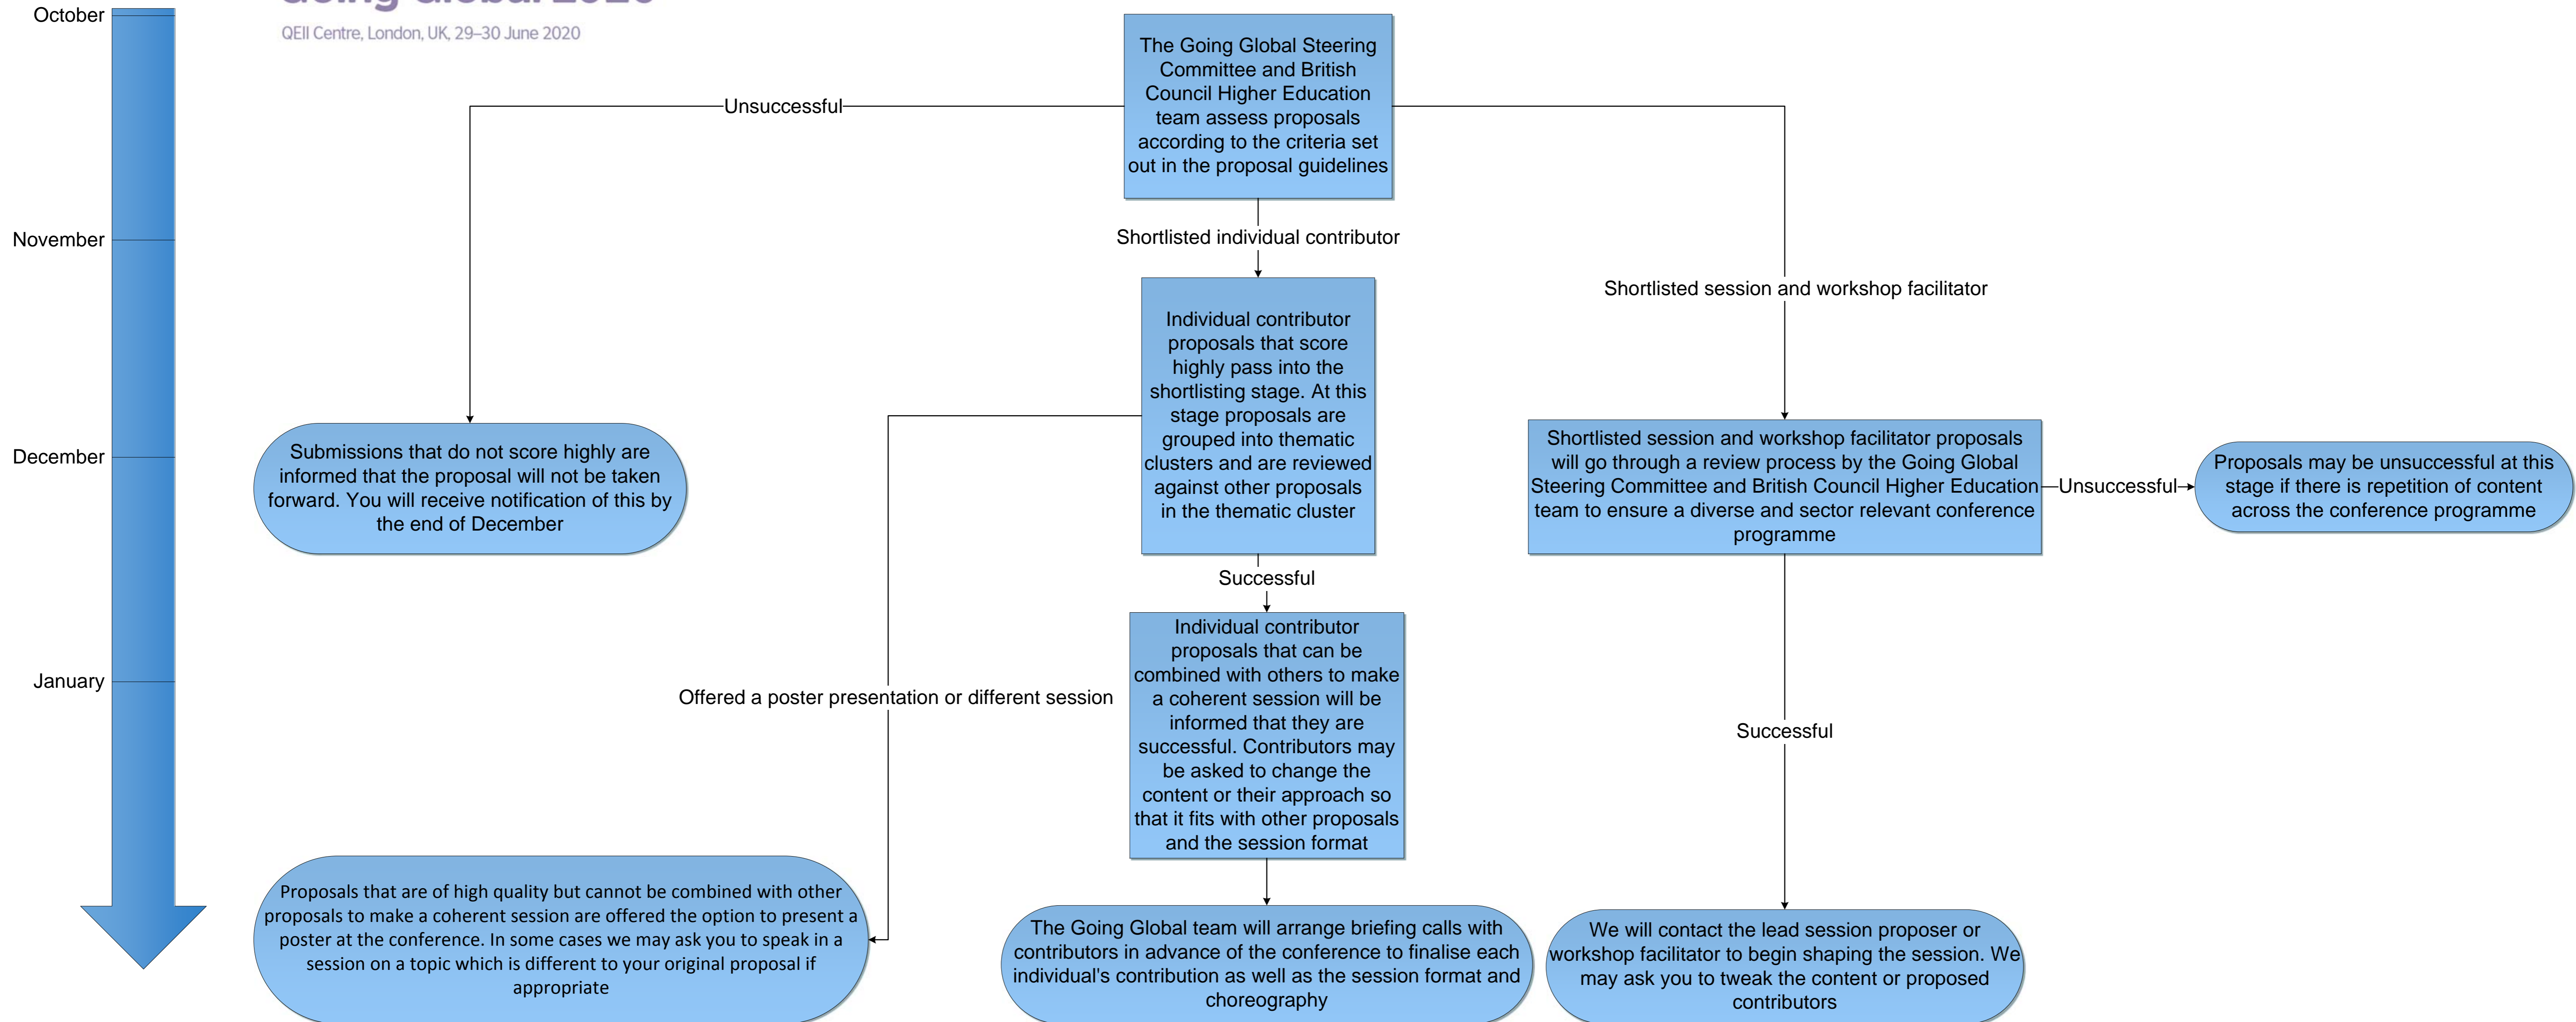 Going Global 2020
QEII Centre, London, UK, 29–30 June 2020
October
November
December
January
The Going Global Steering
Committee and British
Council Higher Education
team assess proposals
according to the criteria set
out in the proposal guidelines
Unsuccessful
Shortlisted individual contributor
Shortlisted session and workshop facilitator
Submissions that do not score highly are
informed that the proposal will not be taken
forward. You will receive notification of this by
the end of December
Individual contributor
proposals that score
highly pass into the
shortlisting stage. At this
stage proposals are
grouped into thematic
clusters and are reviewed
against other proposals
in the thematic cluster
Shortlisted session and workshop facilitator proposals
will go through a review process by the Going Global
Steering Committee and British Council Higher Education
team to ensure a diverse and sector relevant conference
programme
Unsuccessful
Proposals may be unsuccessful at this
stage if there is repetition of content
across the conference programme
Successful
Offered a poster presentation or different session
Individual contributor
proposals that can be
combined with others to make
a coherent session will be
informed that they are
successful. Contributors may
be asked to change the
content or their approach so
that it fits with other proposals
and the session format
Successful
Proposals that are of high quality but cannot be combined with other
proposals to make a coherent session are offered the option to present a
poster at the conference. In some cases we may ask you to speak in a
session on a topic which is different to your original proposal if
appropriate
The Going Global team will arrange briefing calls with
contributors in advance of the conference to finalise each
individual's contribution as well as the session format and
choreography
We will contact the lead session proposer or
workshop facilitator to begin shaping the session. We
may ask you to tweak the content or proposed
contributors